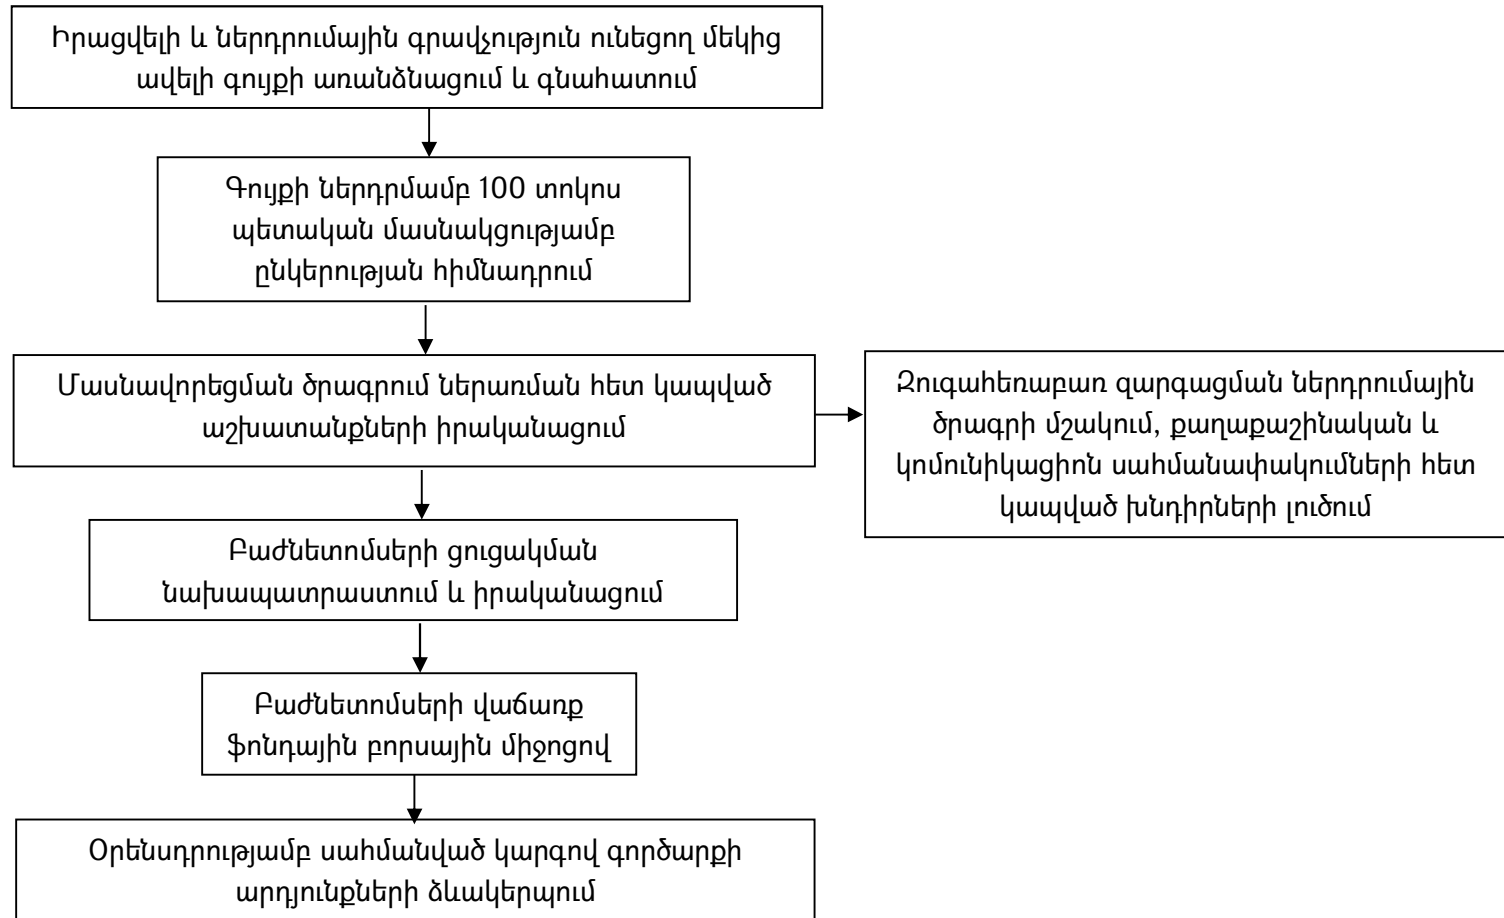 Իրացվելի և ներդրումային գրավչություն ունեցող մեկից
ավելի գույքի առանձնացում և գնահատում
Գույքի ներդրմամբ 100 տոկոս
պետական մասնակցությամբ
ընկերության հիմնադրում
Մասնավորեցման ծրագրում ներառման հետ կապված
աշխատանքների իրականացում
Զուգահեռաբառ զարգացման ներդրումային
ծրագրի մշակում, քաղաքաշինական և
կոմունիկացիոն սահմանափակումների հետ
կապված խնդիրների լուծում
Բաժնետոմսերի ցուցակման
նախապատրաստում և իրականացում
Բաժնետոմսերի վաճառք
ֆոնդային բորսային միջոցով
Օրենսդրությամբ սահմանված կարգով գործարքի
արդյունքների ձևակերպում